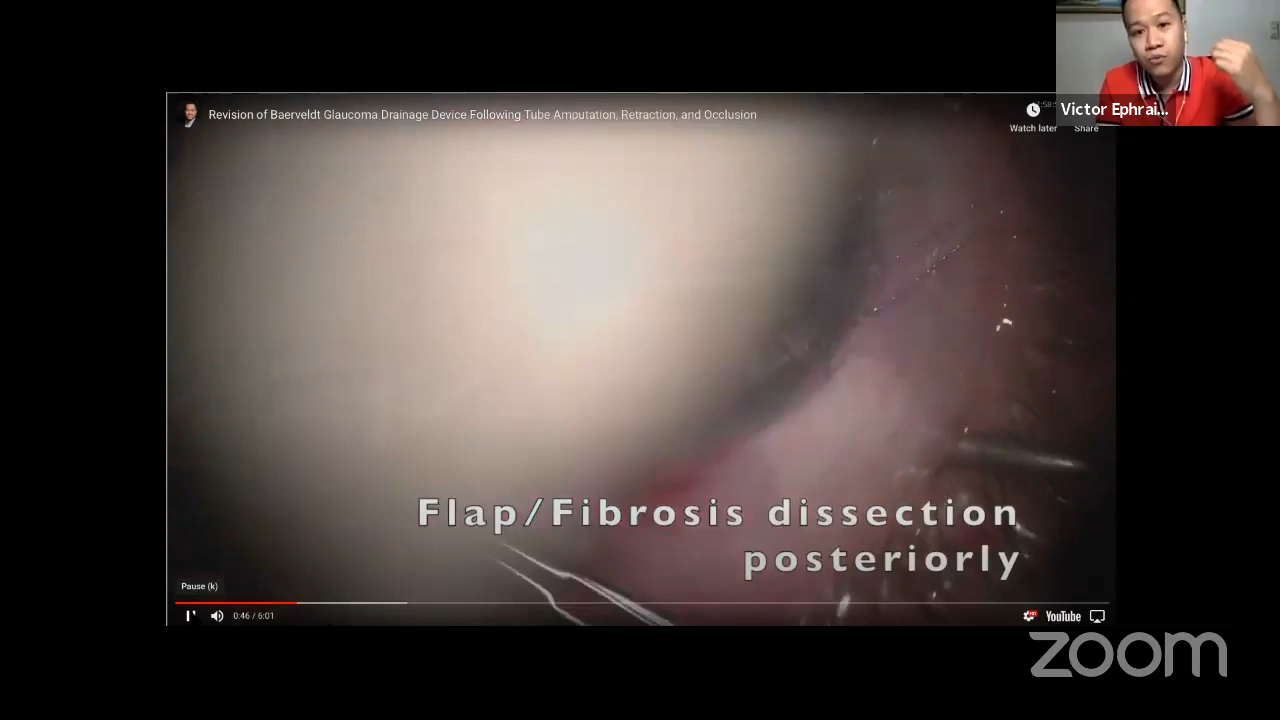 Revision of Baerveldt Glaucoma Drainage Device Following Tube Amputation, Retraction, and Occlusion
Victor Ephrai...
Watch later
Share
Flap/Fibrosis dissection
posteriorly
Pause (k)
0:46 / 6:01
HD
YouTube
zoom